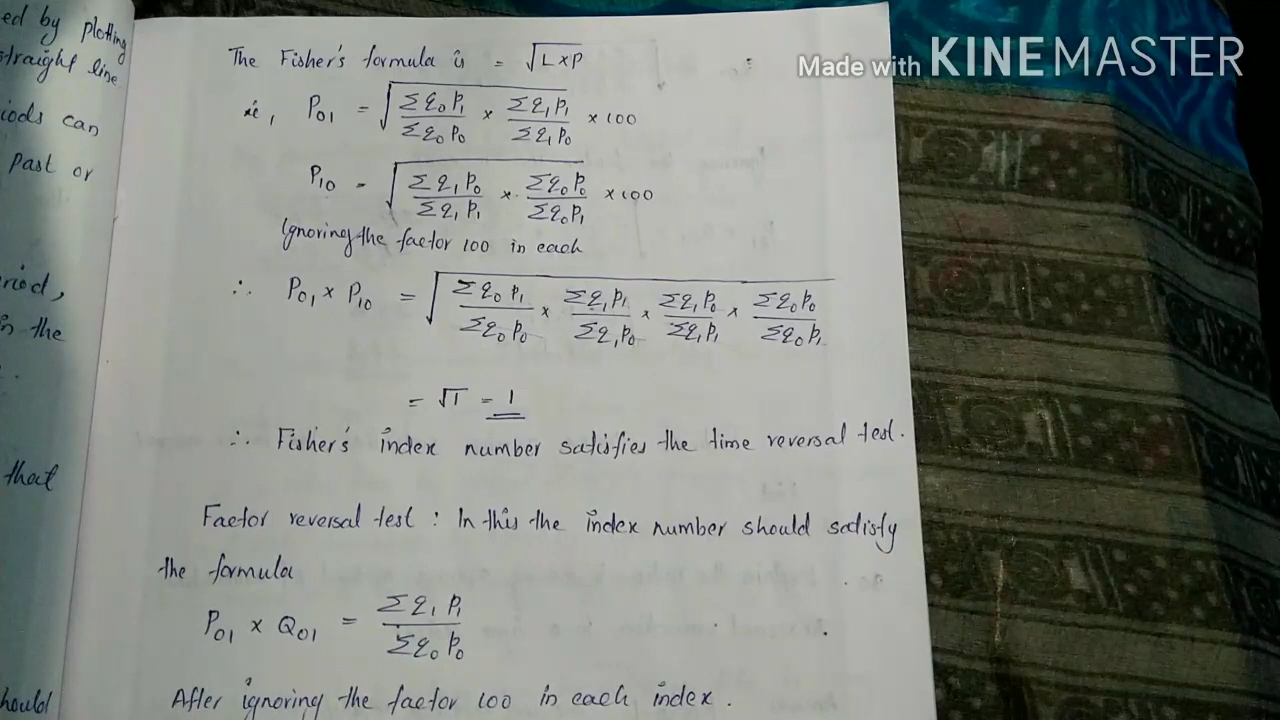 ed by plotting
straight line
iods can
past or
riod,
in the
that
hould
Made with KINEMASTER
The Fisher's formula is = √L×P
ie, P₀₁ = √(Σq₀P₁/Σq₀P₀ × Σq₁P₁/Σq₁P₀) × 100
P₁₀ = √(Σq₁P₀/Σq₁P₁ × Σq₀P₀/Σq₀P₁) × 100
Ignoring the factor 100 in each
∴ P₀₁ × P₁₀ = √(Σq₀P₁/Σq₀P₀ × Σq₁P₁/Σq₁P₀ × Σq₁P₀/Σq₁P₁ × Σq₀P₀/Σq₀P₁)
= √1 = 1
∴ Fisher's index number satisfies the time reversal test.
Factor reversal test : In this the index number should satisfy
the formula
P₀₁ × Q₀₁ = Σq₁P₁/Σq₀P₀
After ignoring the factor 100 in each index.